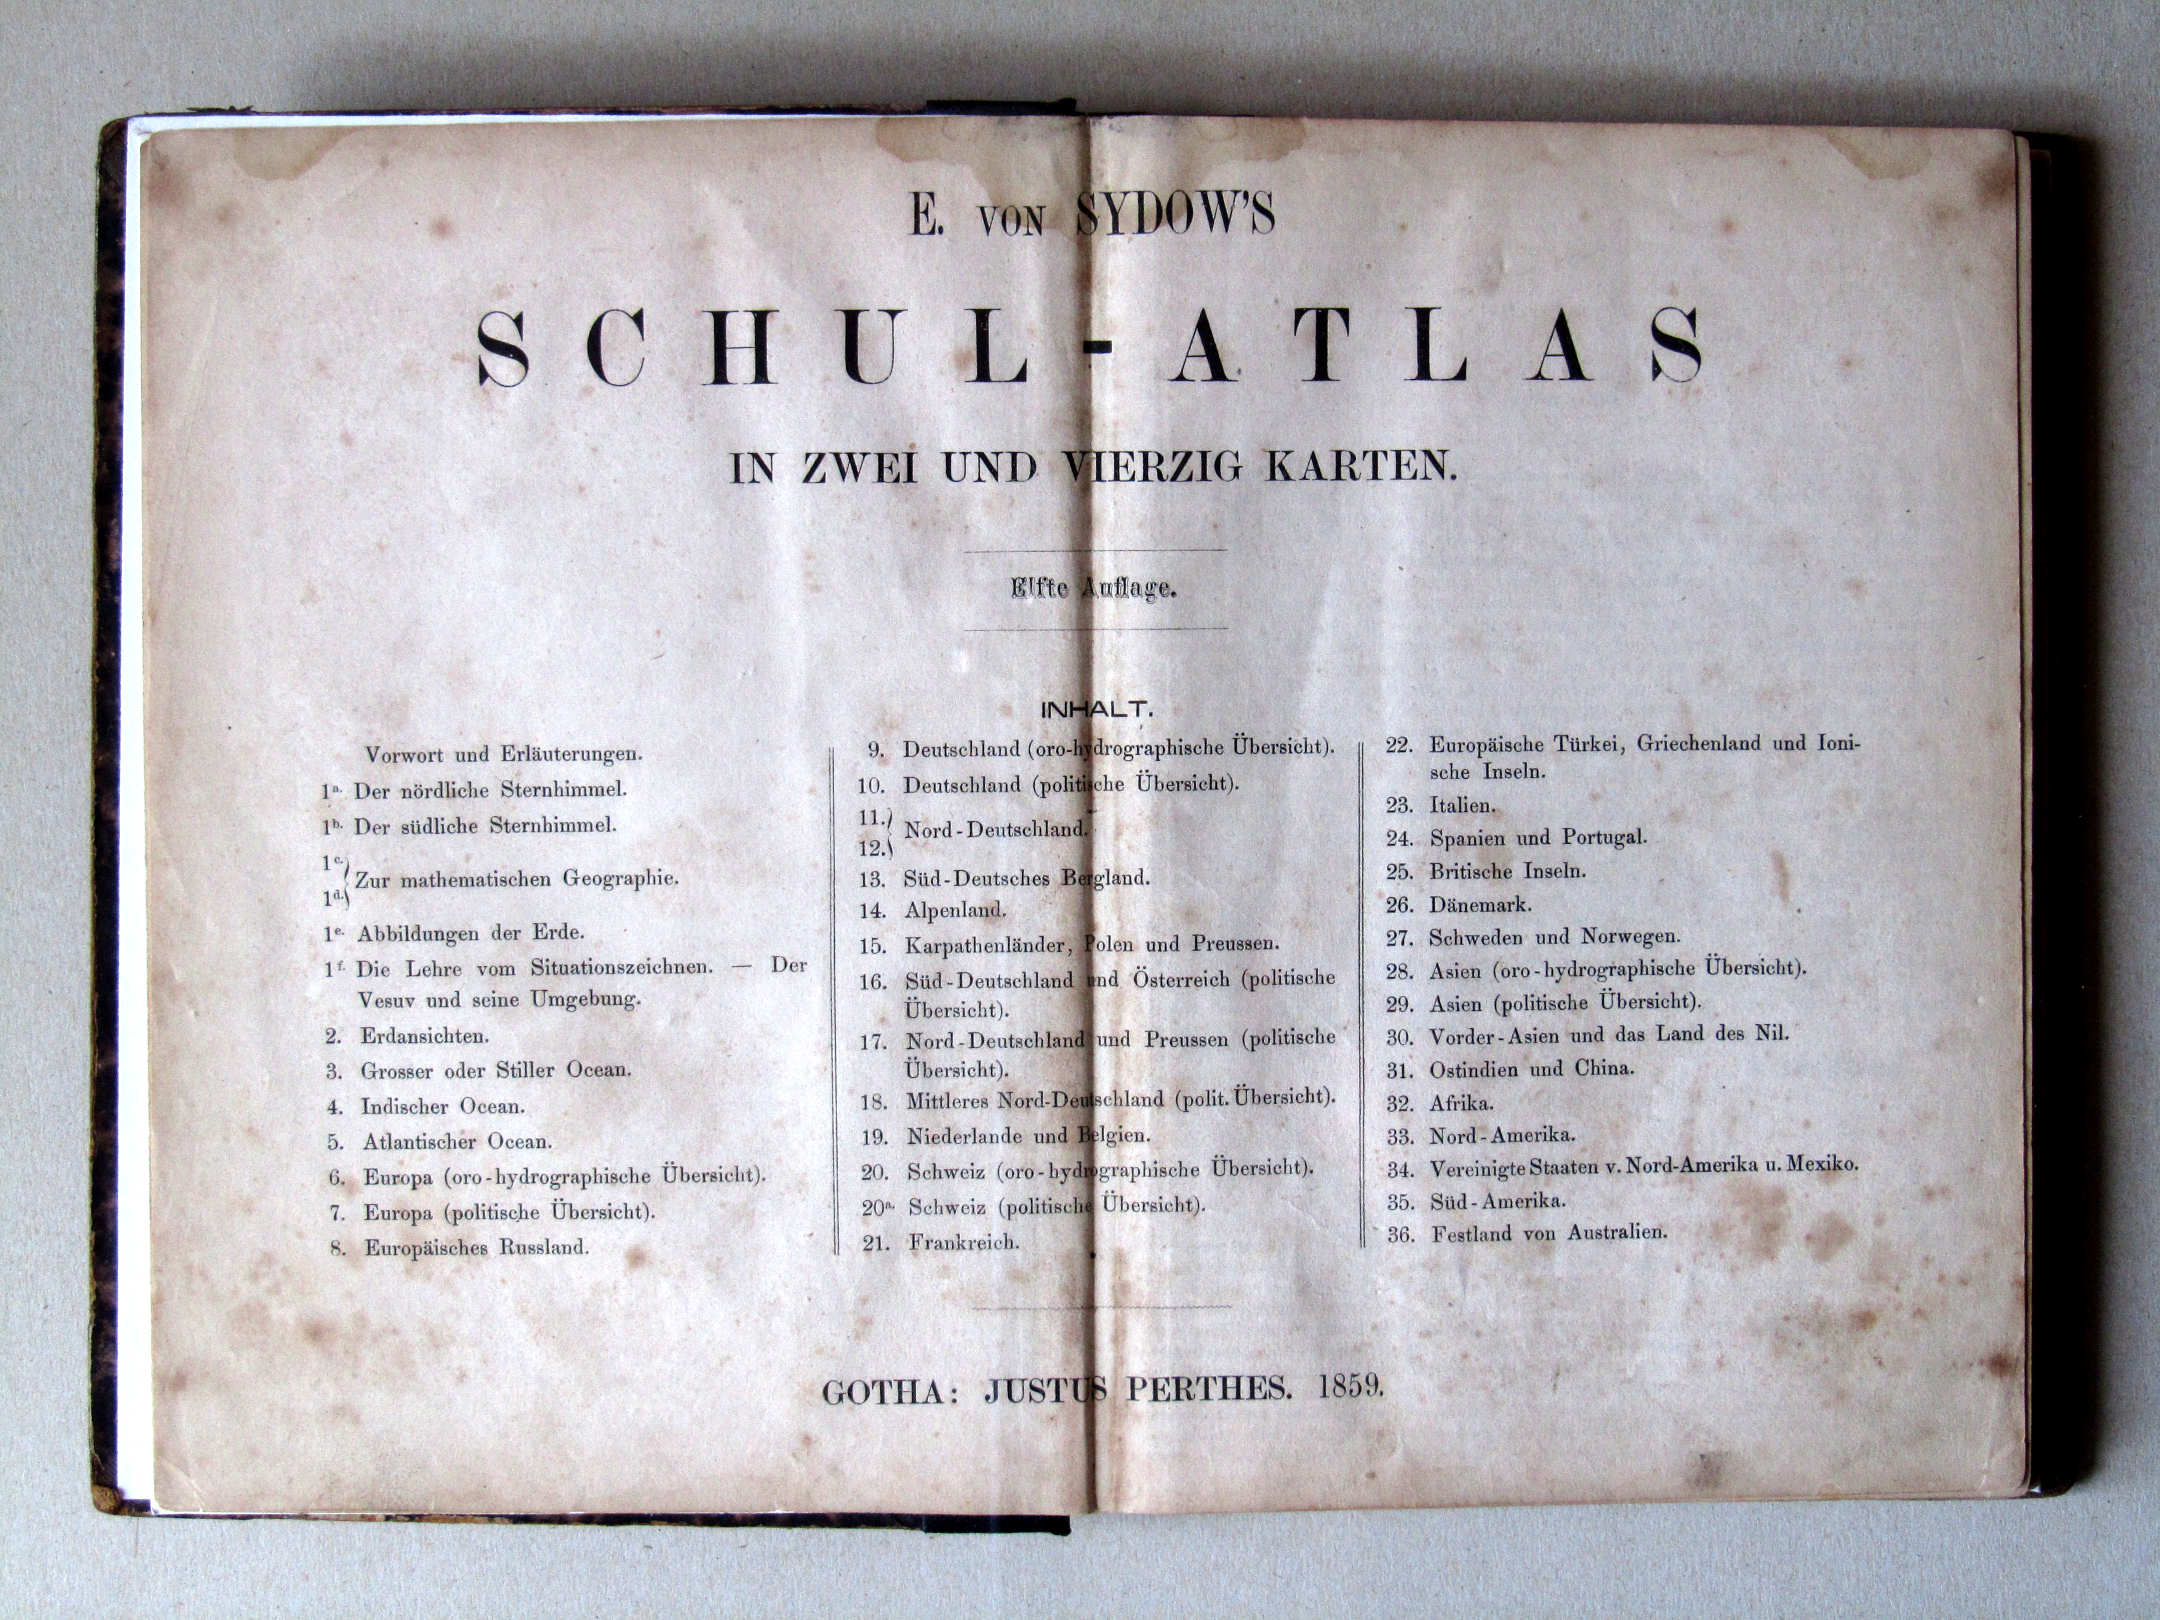 E. VON SYDOW'S
SCHUL-ATLAS
IN ZWEI UND VIERZIG KARTEN.
Elfte Auflage.
INHALT.
Vorwort und Erläuterungen.
1a. Der nördliche Sternhimmel.
1b. Der südliche Sternhimmel.
1c.
1d. } Zur mathematischen Geographie.
1e. Abbildungen der Erde.
1f. Die Lehre vom Situationszeichnen. — Der
Vesuv und seine Umgebung.
2. Erdansichten.
3. Grosser oder Stiller Ocean.
4. Indischer Ocean.
5. Atlantischer Ocean.
6. Europa (oro-hydrographische Übersicht).
7. Europa (politische Übersicht).
8. Europäisches Russland.
9. Deutschland (oro-hydrographische Übersicht).
10. Deutschland (politische Übersicht).
11.
12. } Nord-Deutschland.
13. Süd-Deutsches Bergland.
14. Alpenland.
15. Karpathenländer, Polen und Preussen.
16. Süd-Deutschland und Österreich (politische
Übersicht).
17. Nord-Deutschland und Preussen (politische
Übersicht).
18. Mittleres Nord-Deutschland (polit. Übersicht).
19. Niederlande und Belgien.
20. Schweiz (oro-hydrographische Übersicht).
20a. Schweiz (politische Übersicht).
21. Frankreich.
22. Europäische Türkei, Griechenland und Ioni-
sche Inseln.
23. Italien.
24. Spanien und Portugal.
25. Britische Inseln.
26. Dänemark.
27. Schweden und Norwegen.
28. Asien (oro-hydrographische Übersicht).
29. Asien (politische Übersicht).
30. Vorder-Asien und das Land des Nil.
31. Ostindien und China.
32. Afrika.
33. Nord-Amerika.
34. Vereinigte Staaten v. Nord-Amerika u. Mexiko.
35. Süd-Amerika.
36. Festland von Australien.
GOTHA: JUSTUS PERTHES. 1859.